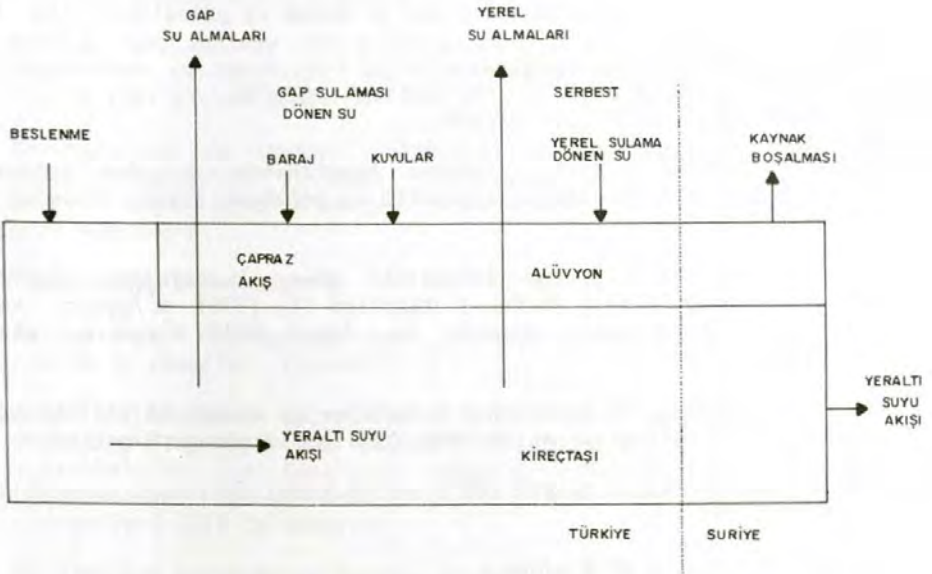 GAP
SU ALMALARI
YEREL
SU ALMALARI
GAP SULAMASI
DÖNEN SU
SERBEST
BESLENME
BARAJ
KUYULAR
YEREL SULAMA
DÖNEN SU
KAYNAK
BOŞALMASI
ÇAPRAZ
AKIŞ
ALÜVYON
YERALTI
SUYU
AKIŞI
YERALTI SUYU
AKIŞI
KİREÇTAŞI
TÜRKİYE
SURİYE